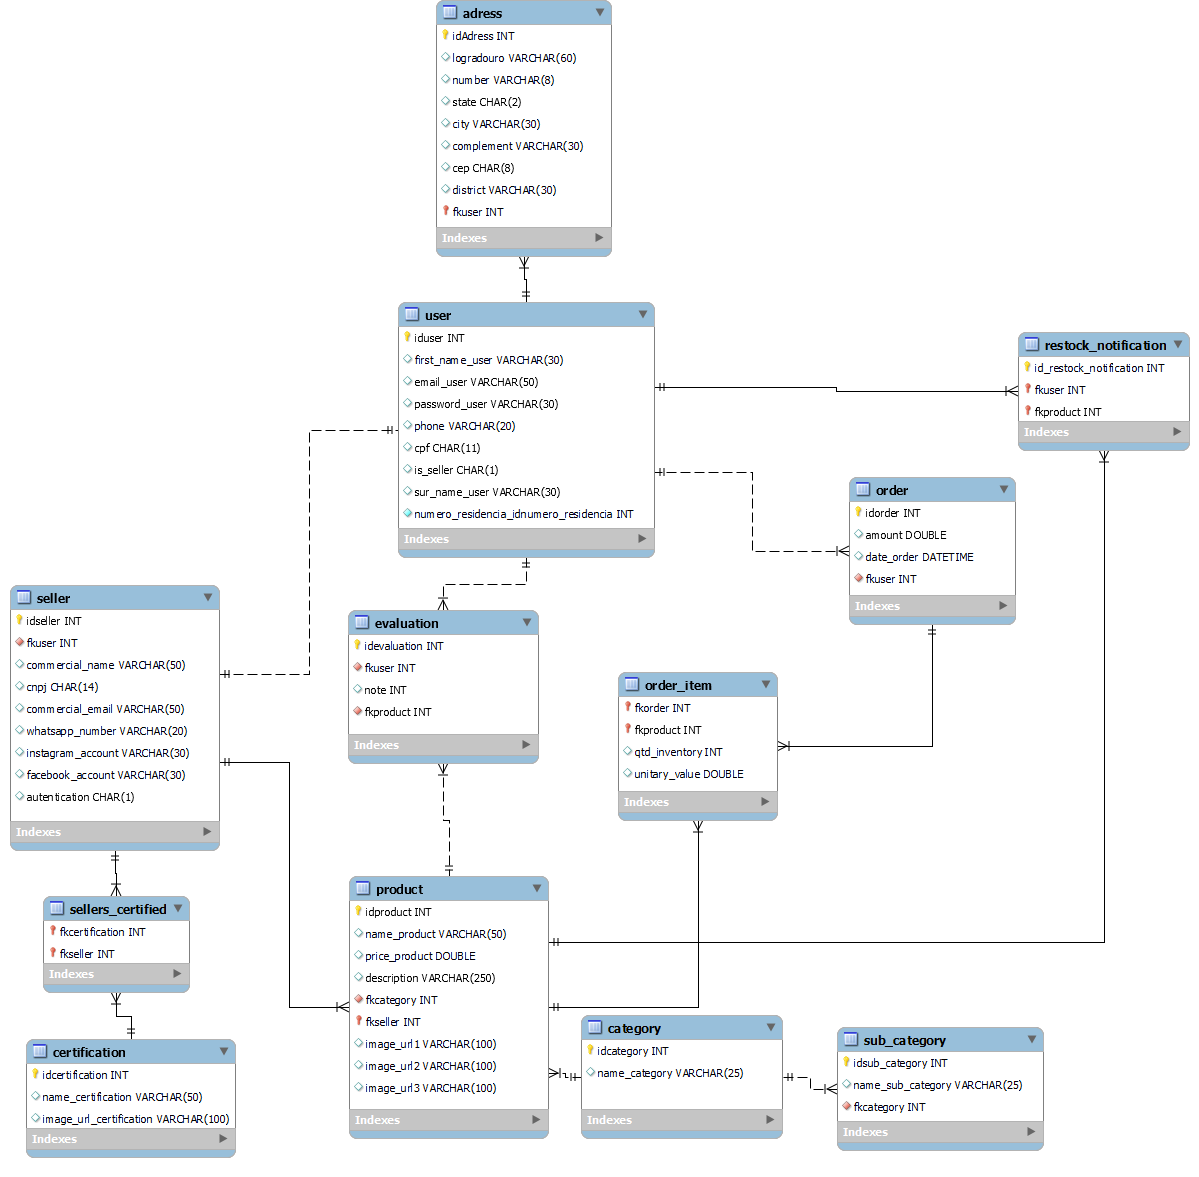 adress
idAdress INT
logradouro VARCHAR(60)
number VARCHAR(8)
state CHAR(2)
city VARCHAR(30)
complement VARCHAR(30)
cep CHAR(8)
district VARCHAR(30)
fkuser INT
Indexes
user
iduser INT
first_name_user VARCHAR(30)
email_user VARCHAR(50)
password_user VARCHAR(30)
phone VARCHAR(20)
cpf CHAR(11)
is_seller CHAR(1)
sur_name_user VARCHAR(30)
numero_residencia_idnumero_residencia INT
Indexes
restock_notification
id_restock_notification INT
fkuser INT
fkproduct INT
Indexes
order
idorder INT
amount DOUBLE
date_order DATETIME
fkuser INT
Indexes
seller
idseller INT
fkuser INT
commercial_name VARCHAR(50)
cnpj CHAR(14)
commercial_email VARCHAR(50)
whatsapp_number VARCHAR(20)
instagram_account VARCHAR(30)
facebook_account VARCHAR(30)
autentication CHAR(1)
Indexes
evaluation
idevaluation INT
fkuser INT
note INT
fkproduct INT
Indexes
order_item
fkorder INT
fkproduct INT
qtd_inventory INT
unitary_value DOUBLE
Indexes
sellers_certified
fkcertification INT
fkseller INT
Indexes
product
idproduct INT
name_product VARCHAR(50)
price_product DOUBLE
description VARCHAR(250)
fkcategory INT
fkseller INT
image_url1 VARCHAR(100)
image_url2 VARCHAR(100)
image_url3 VARCHAR(100)
Indexes
certification
idcertification INT
name_certification VARCHAR(50)
image_url_certification VARCHAR(100)
Indexes
category
idcategory INT
name_category VARCHAR(25)
Indexes
sub_category
idsub_category INT
name_sub_category VARCHAR(25)
fkcategory INT
Indexes